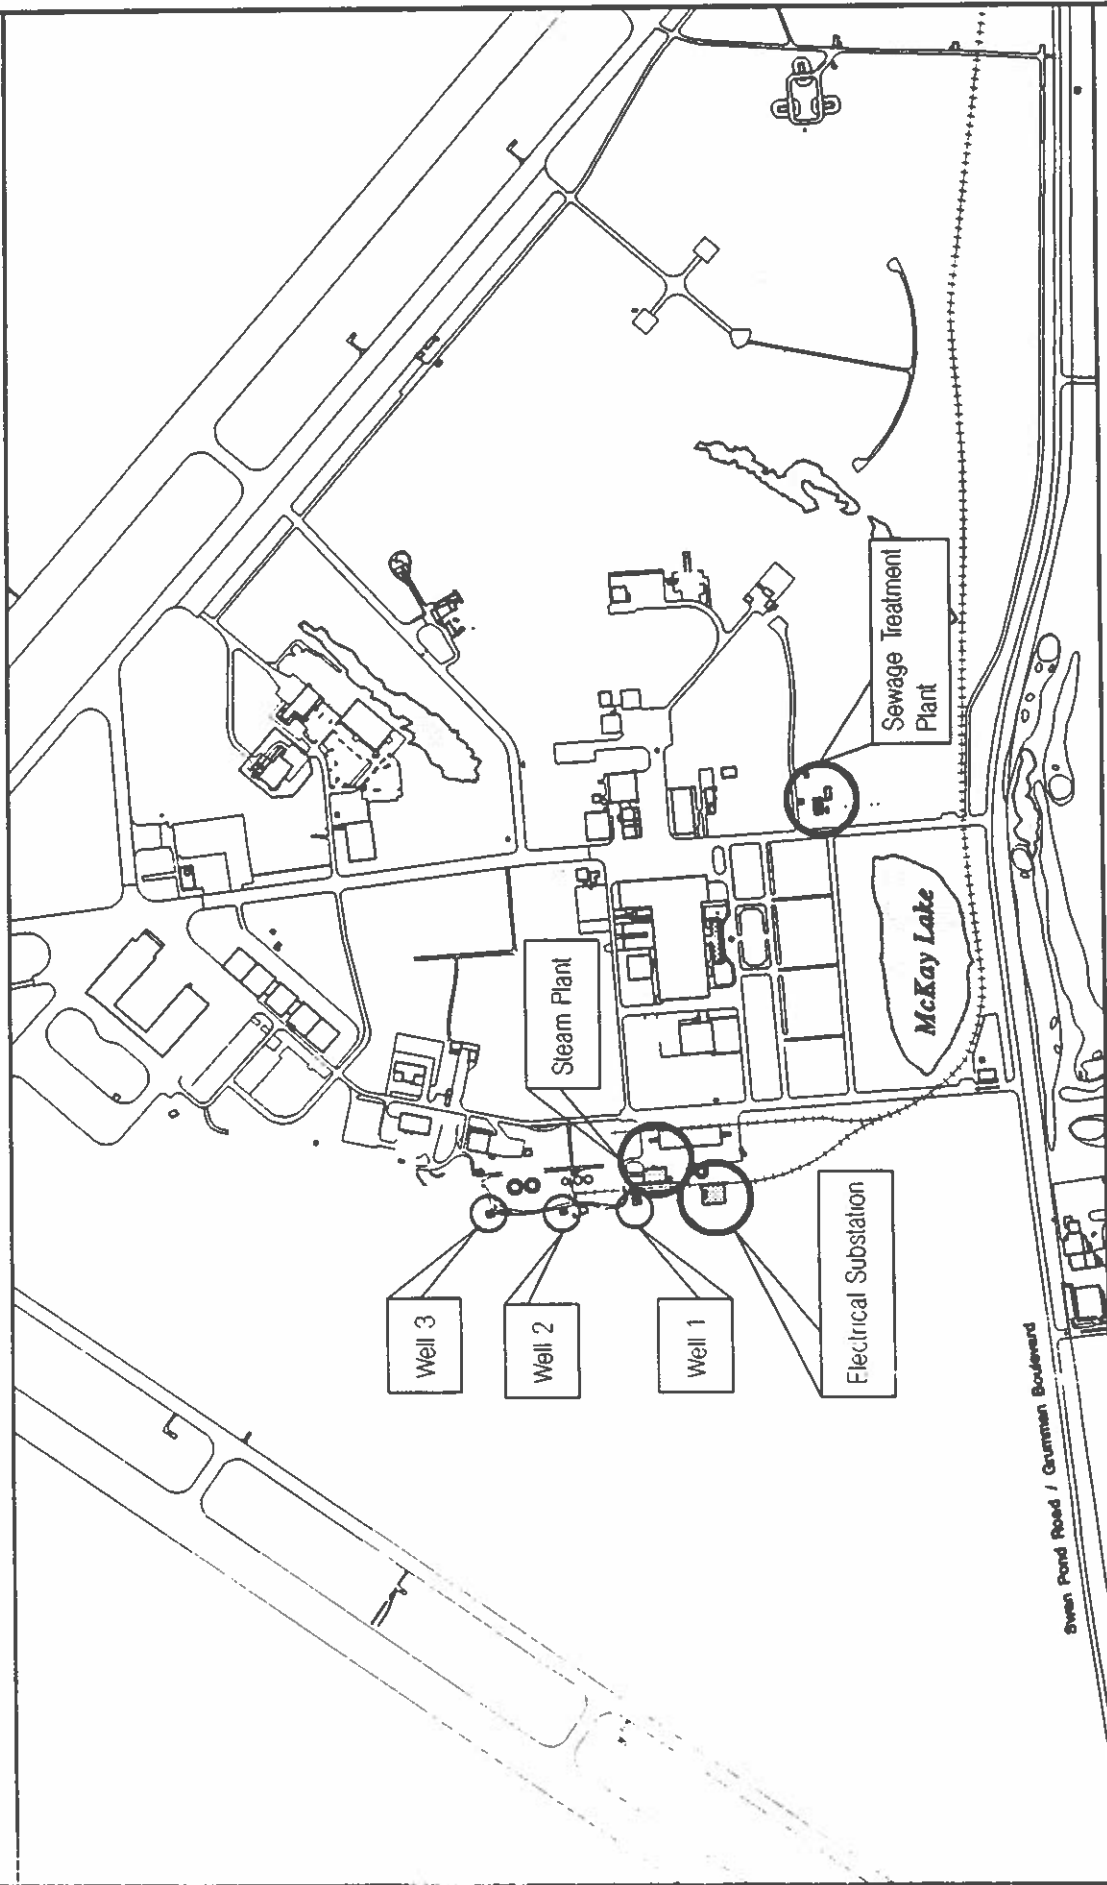 Well 3
Well 2
Well 1
Steam Plant
Electrical Substation
Sewage Treatment
Plant
McKay Lake
Swan Pond Road / Grumman Boulevard